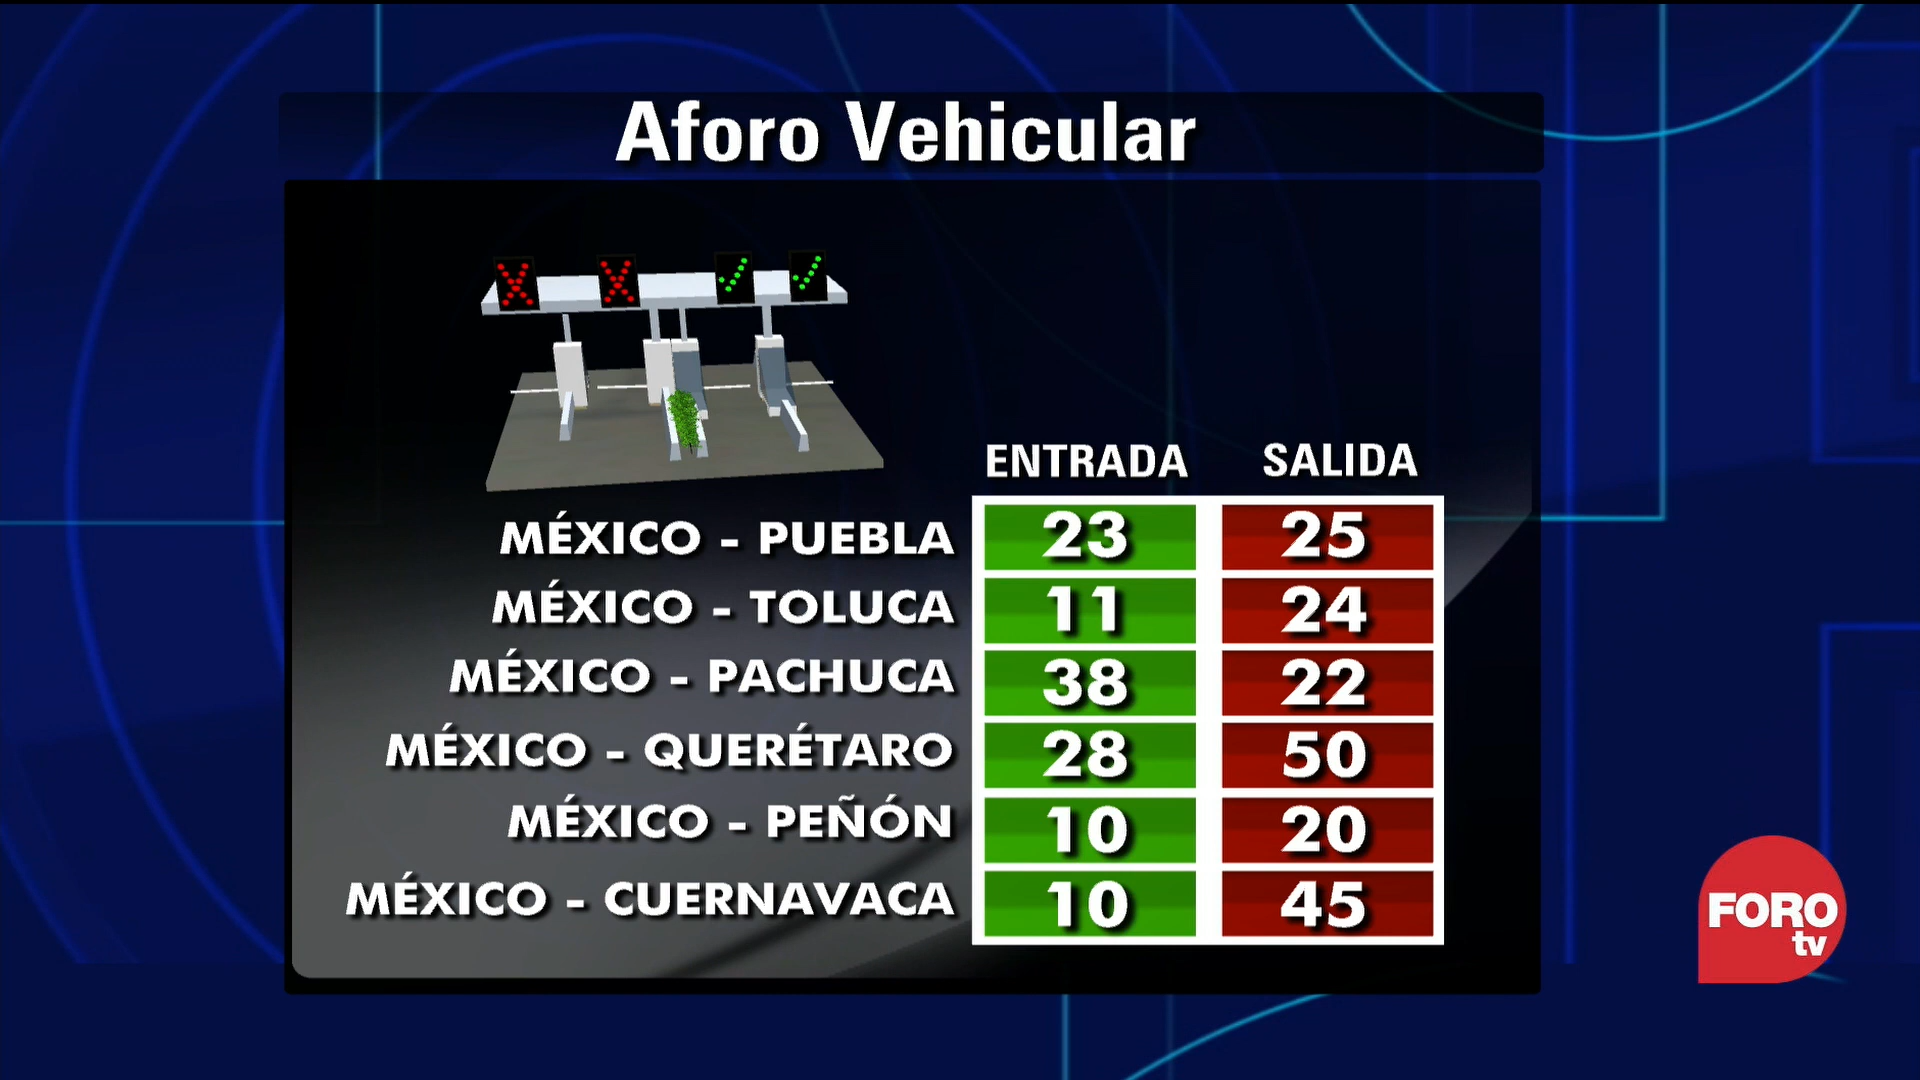 Aforo Vehicular
ENTRADA SALIDA
MÉXICO - PUEBLA 23 25
MÉXICO - TOLUCA 11 24
MÉXICO - PACHUCA 38 22
MÉXICO - QUERÉTARO 28 50
MÉXICO - PEÑÓN 10 20
MÉXICO - CUERNAVACA 10 45
FORO
tv